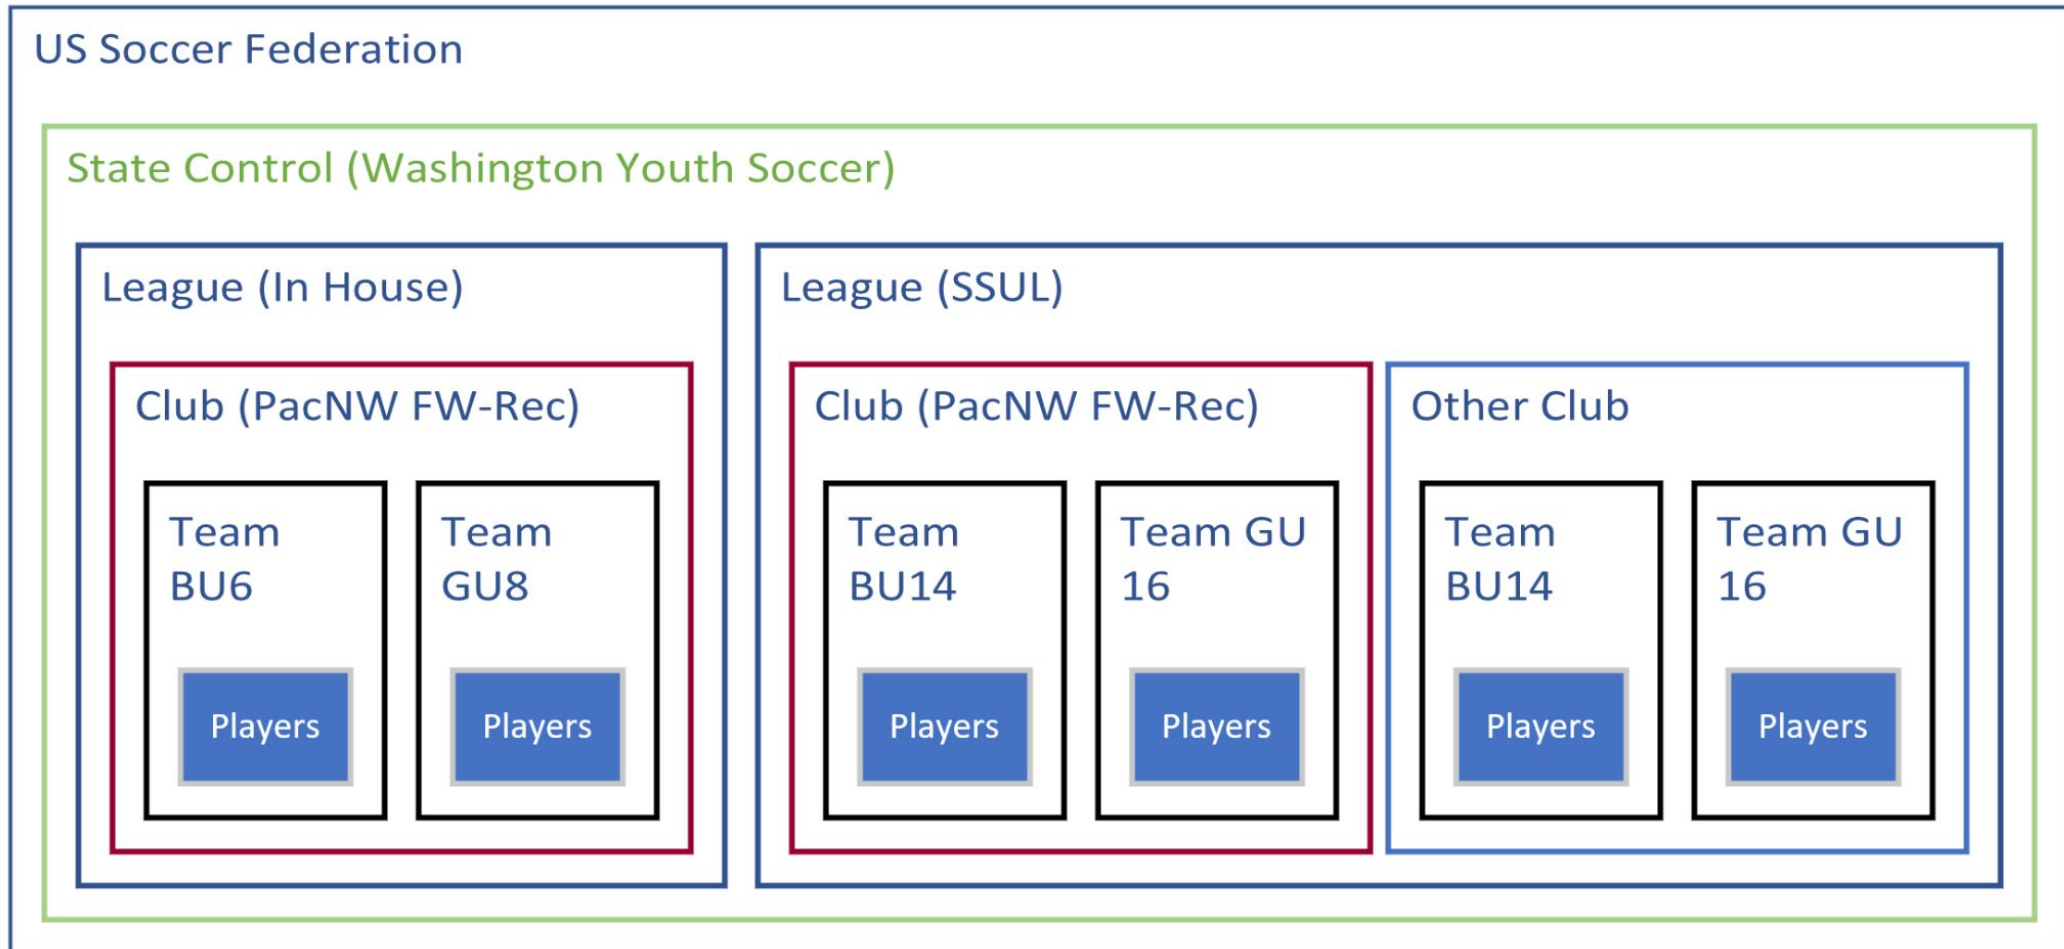 US Soccer Federation
State Control (Washington Youth Soccer)
League (In House)
League (SSUL)
Club (PacNW FW-Rec)
Club (PacNW FW-Rec)
Other Club
Team
BU6
Team
GU8
Team
BU14
Team GU
16
Team
BU14
Team GU
16
Players
Players
Players
Players
Players
Players